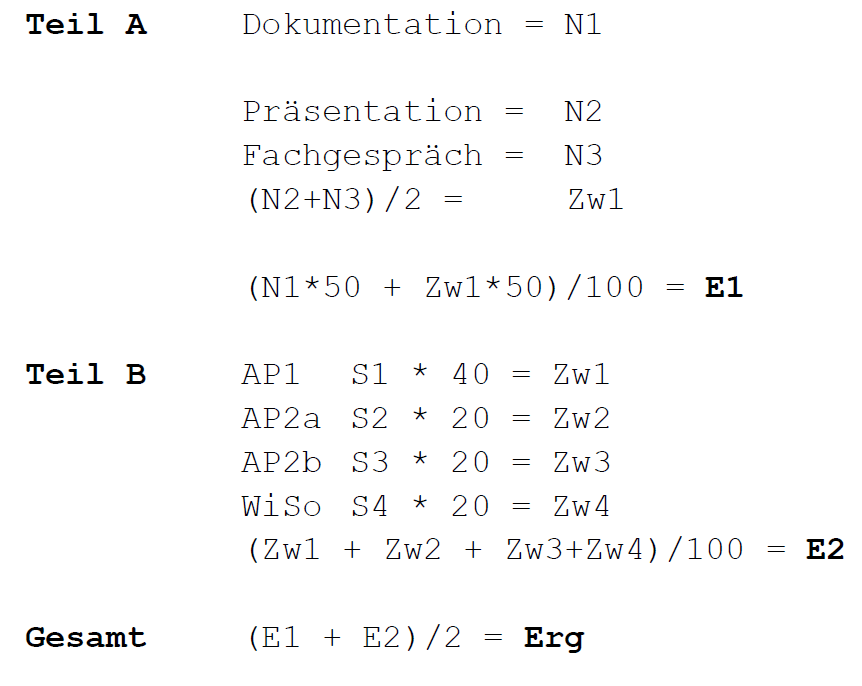 Teil A Dokumentation = N1
Präsentation = N2
Fachgespräch = N3
(N2+N3)/2 = Zw1
(N1*50 + Zw1*50)/100 = E1
Teil B AP1 S1 * 40 = Zw1
AP2a S2 * 20 = Zw2
AP2b S3 * 20 = Zw3
WiSo S4 * 20 = Zw4
(Zw1 + Zw2 + Zw3+Zw4)/100 = E2
Gesamt (E1 + E2)/2 = Erg